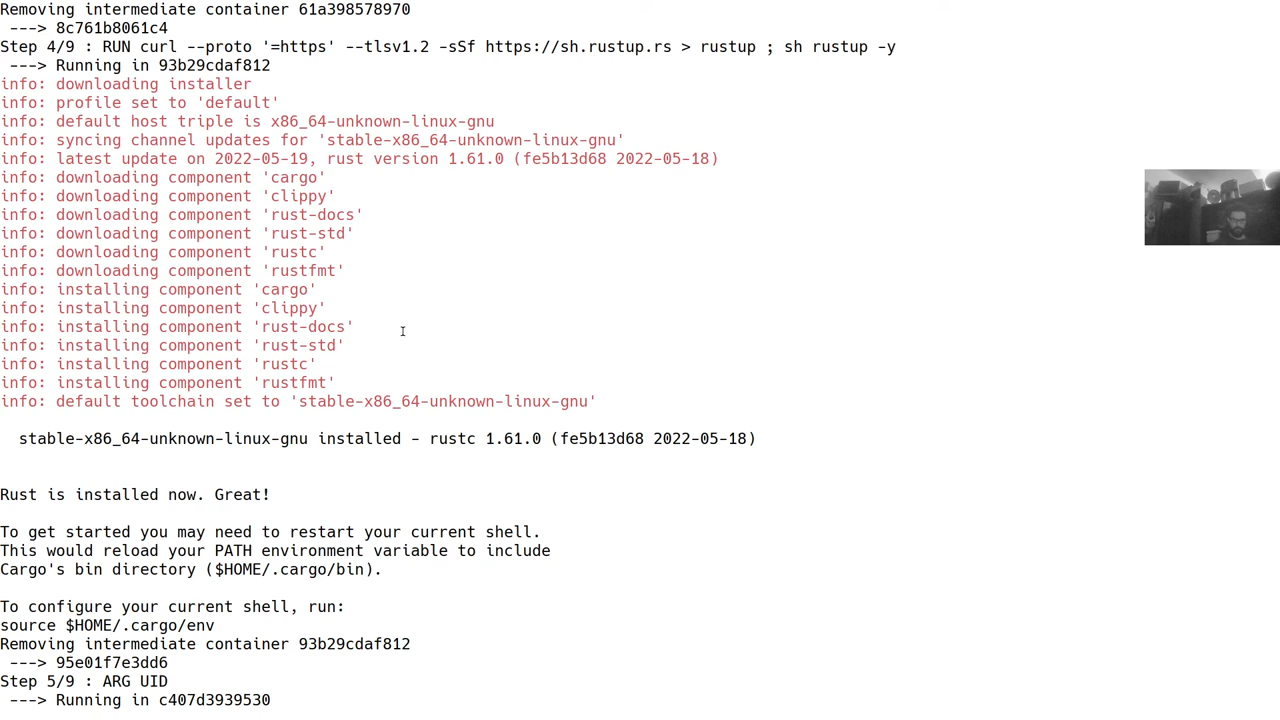 Removing intermediate container 61a398578970
 ---> 8c761b8061c4
Step 4/9 : RUN curl --proto '=https' --tlsv1.2 -sSf https://sh.rustup.rs > rustup ; sh rustup -y
 ---> Running in 93b29cdaf812
info: downloading installer
info: profile set to 'default'
info: default host triple is x86_64-unknown-linux-gnu
info: syncing channel updates for 'stable-x86_64-unknown-linux-gnu'
info: latest update on 2022-05-19, rust version 1.61.0 (fe5b13d68 2022-05-18)
info: downloading component 'cargo'
info: downloading component 'clippy'
info: downloading component 'rust-docs'
info: downloading component 'rust-std'
info: downloading component 'rustc'
info: downloading component 'rustfmt'
info: installing component 'cargo'
info: installing component 'clippy'
info: installing component 'rust-docs'
info: installing component 'rust-std'
info: installing component 'rustc'
info: installing component 'rustfmt'
info: default toolchain set to 'stable-x86_64-unknown-linux-gnu'
  stable-x86_64-unknown-linux-gnu installed - rustc 1.61.0 (fe5b13d68 2022-05-18)
Rust is installed now. Great!
To get started you may need to restart your current shell.
This would reload your PATH environment variable to include
Cargo's bin directory ($HOME/.cargo/bin).
To configure your current shell, run:
source $HOME/.cargo/env
Removing intermediate container 93b29cdaf812
 ---> 95e01f7e3dd6
Step 5/9 : ARG UID
 ---> Running in c407d3939530